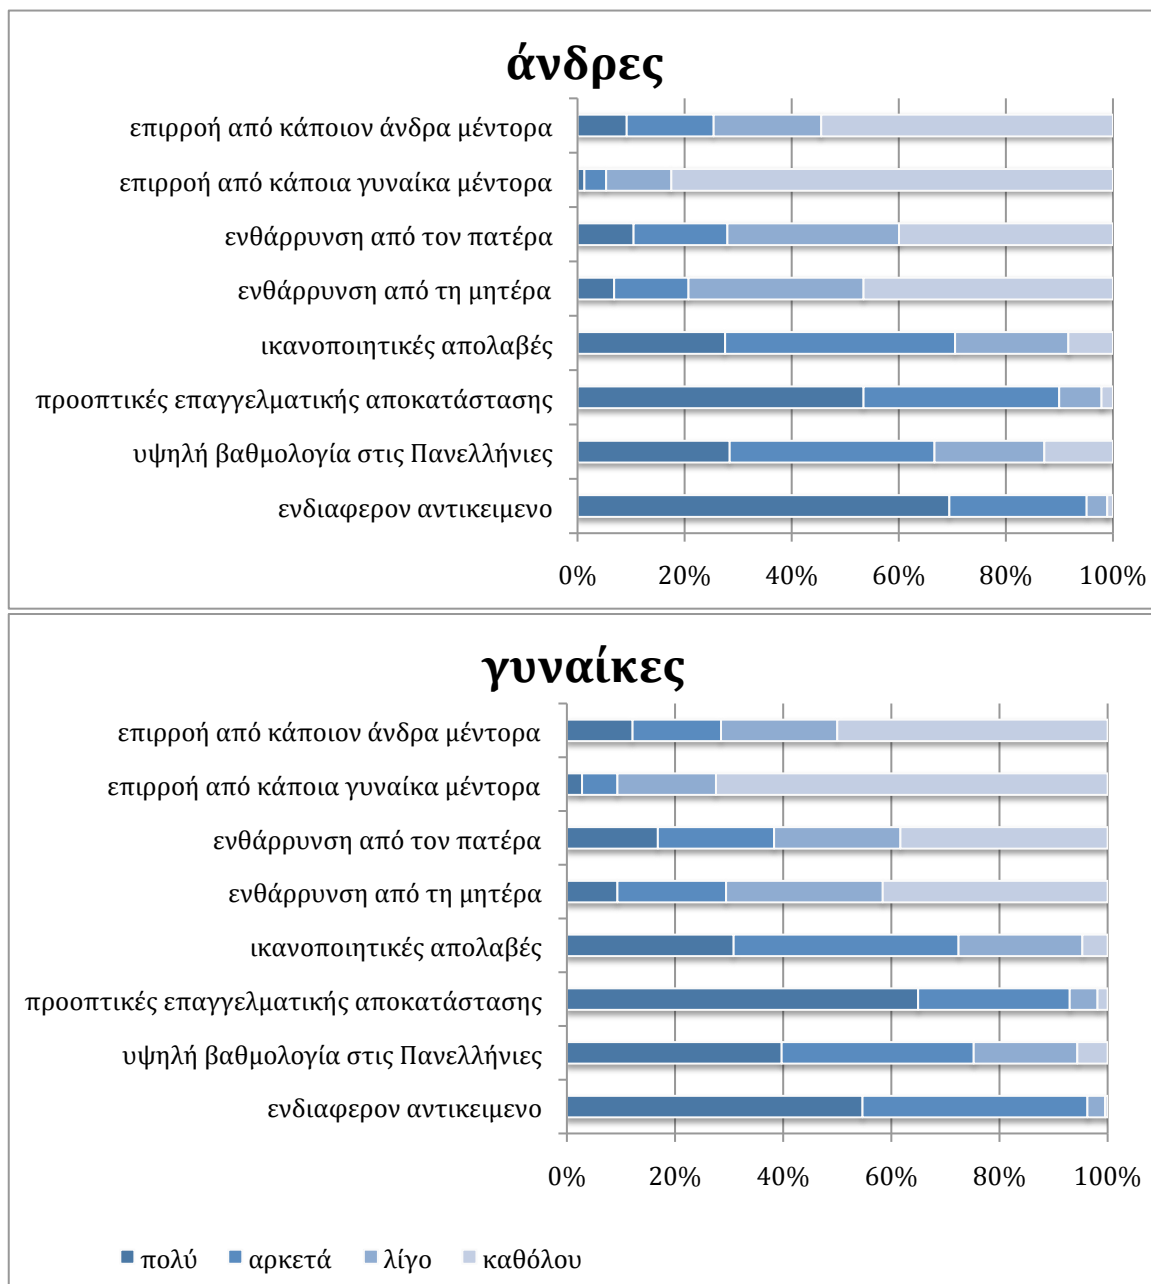 άνδρες
επιρροή από κάποιον άνδρα μέντορα
επιρροή από κάποια γυναίκα μέντορα
ενθάρρυνση από τον πατέρα
ενθάρρυνση από τη μητέρα
ικανοποιητικές απολαβές
προοπτικές επαγγελματικής αποκατάστασης
υψηλή βαθμολογία στις Πανελλήνιες
ενδιαφερον αντικειμενο
0% 20% 40% 60% 80% 100%
γυναίκες
επιρροή από κάποιον άνδρα μέντορα
επιρροή από κάποια γυναίκα μέντορα
ενθάρρυνση από τον πατέρα
ενθάρρυνση από τη μητέρα
ικανοποιητικές απολαβές
προοπτικές επαγγελματικής αποκατάστασης
υψηλή βαθμολογία στις Πανελλήνιες
ενδιαφερον αντικειμενο
0% 20% 40% 60% 80% 100%
πολύ αρκετά λίγο καθόλου